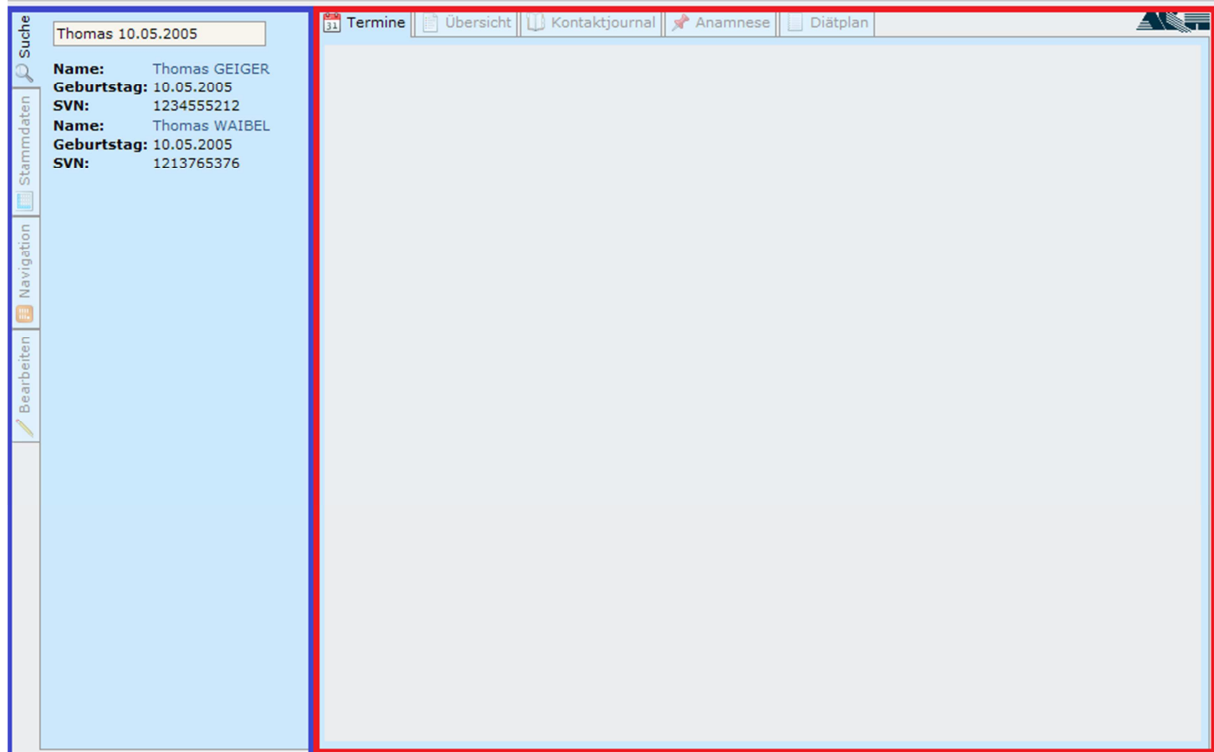 Suche
Stammdaten
Navigation
Bearbeiten
Thomas 10.05.2005
Name: Thomas GEIGER
Geburtstag: 10.05.2005
SVN: 1234555212
Name: Thomas WAIBEL
Geburtstag: 10.05.2005
SVN: 1213765376
31 Termine Übersicht Kontaktjournal Anamnese Diätplan